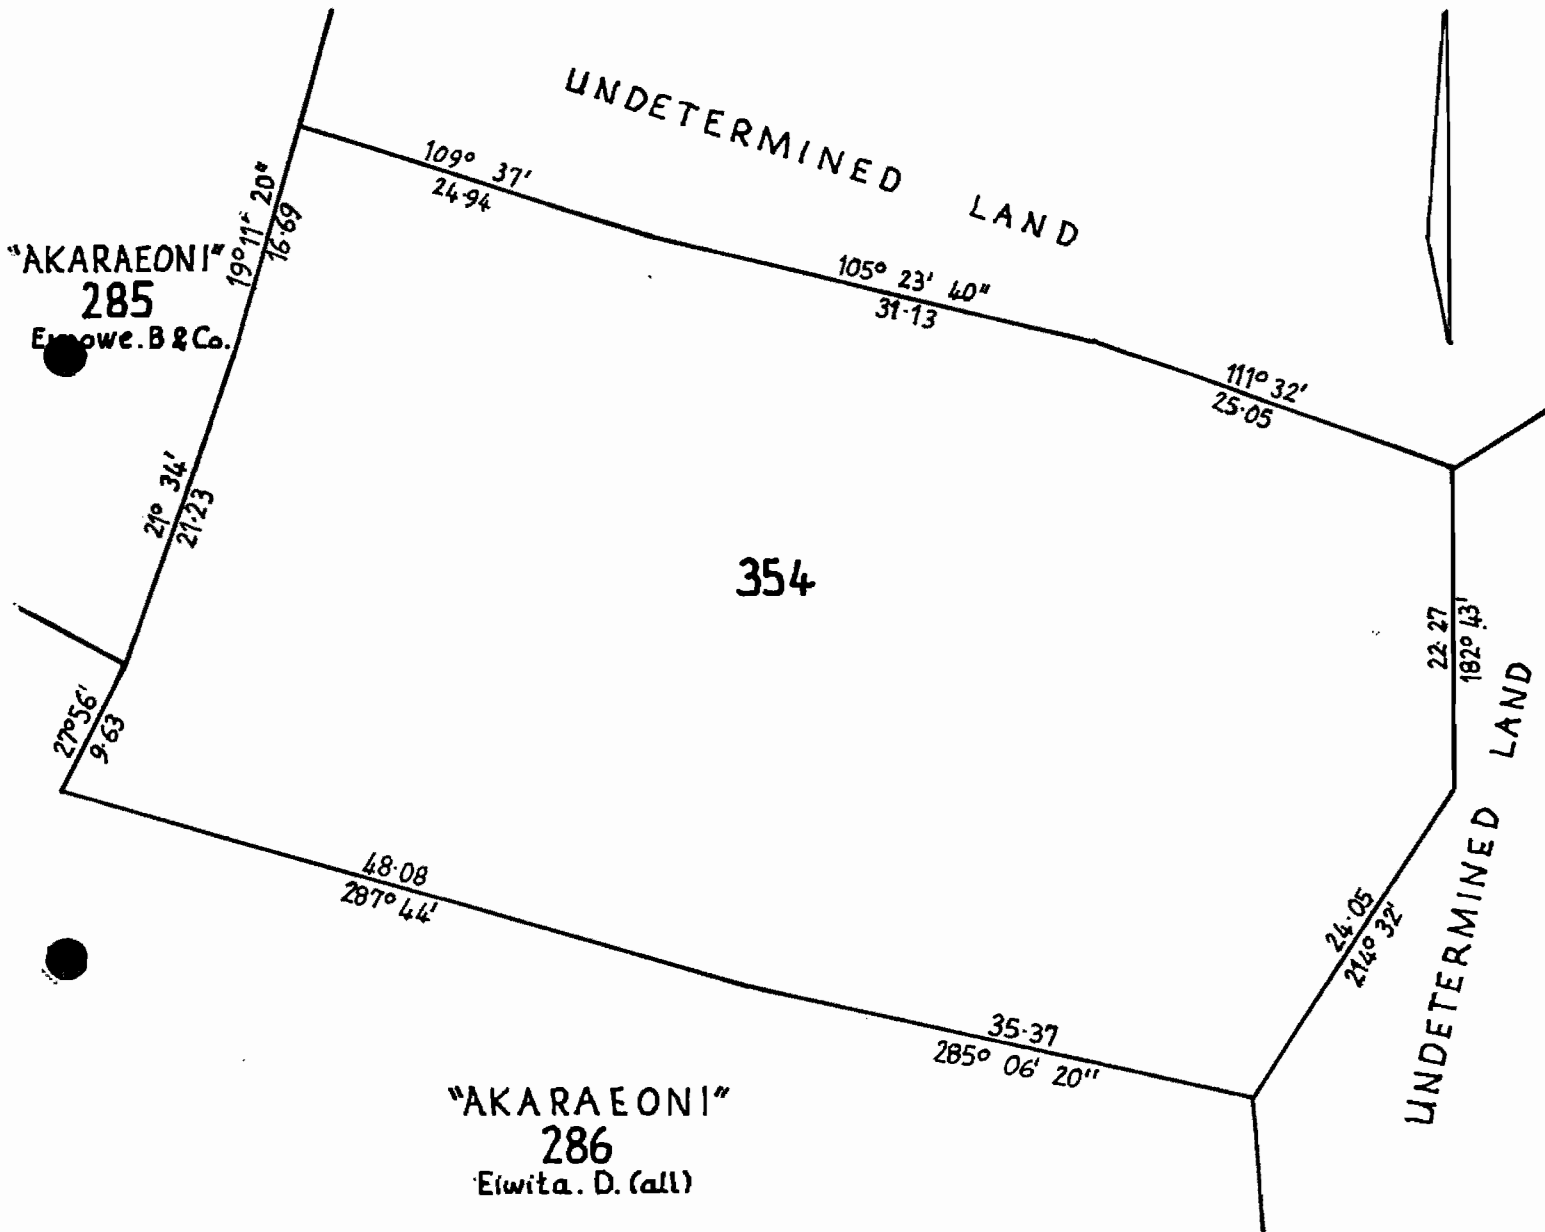 UNDETERMINED LAND
109° 37'
24·94
19° 11' 20"
16·69
"AKARAEONI"
285
B & Co.
105° 23' 40"
31·13
111° 32'
25·05
21° 34'
21·23
354
22·27
182° 43'
UNDETERMINED LAND
27° 56'
9·63
48·08
287° 44'
24·05
214° 32'
35·37
285° 06' 20"
"AKARAEONI"
286
Eiwita. D. (all)